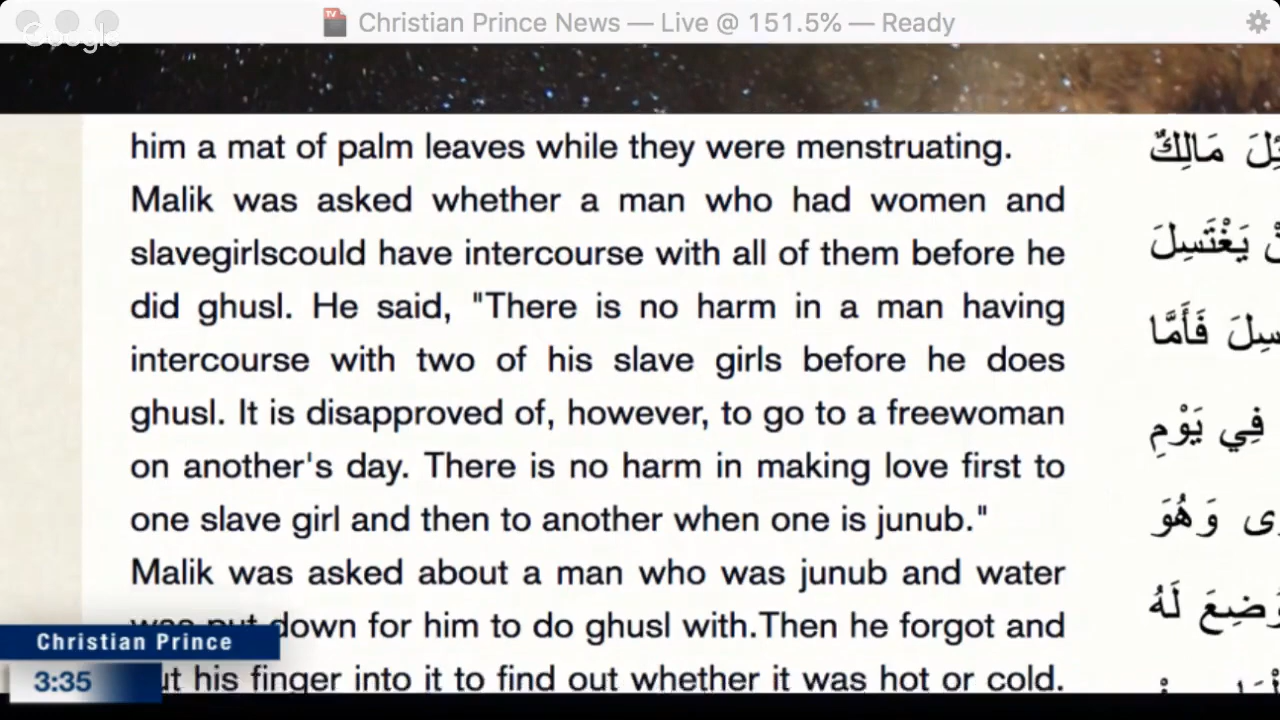 Christian Prince News — Live @ 151.5% — Ready
Google
him a mat of palm leaves while they were menstruating.
Malik was asked whether a man who had women and
slavegirlscould have intercourse with all of them before he
did ghusl. He said, "There is no harm in a man having
intercourse with two of his slave girls before he does
ghusl. It is disapproved of, however, to go to a freewoman
on another's day. There is no harm in making love first to
one slave girl and then to another when one is junub."
Malik was asked about a man who was junub and water
was put down for him to do ghusl with.Then he forgot and
his finger into it to find out whether it was hot or cold.
مَالِكٌ
يَغْتَسِلَ
فَأَمَّا
فِي يَوْمِ
وَهُوَ
لَهُ
Christian Prince
3:35